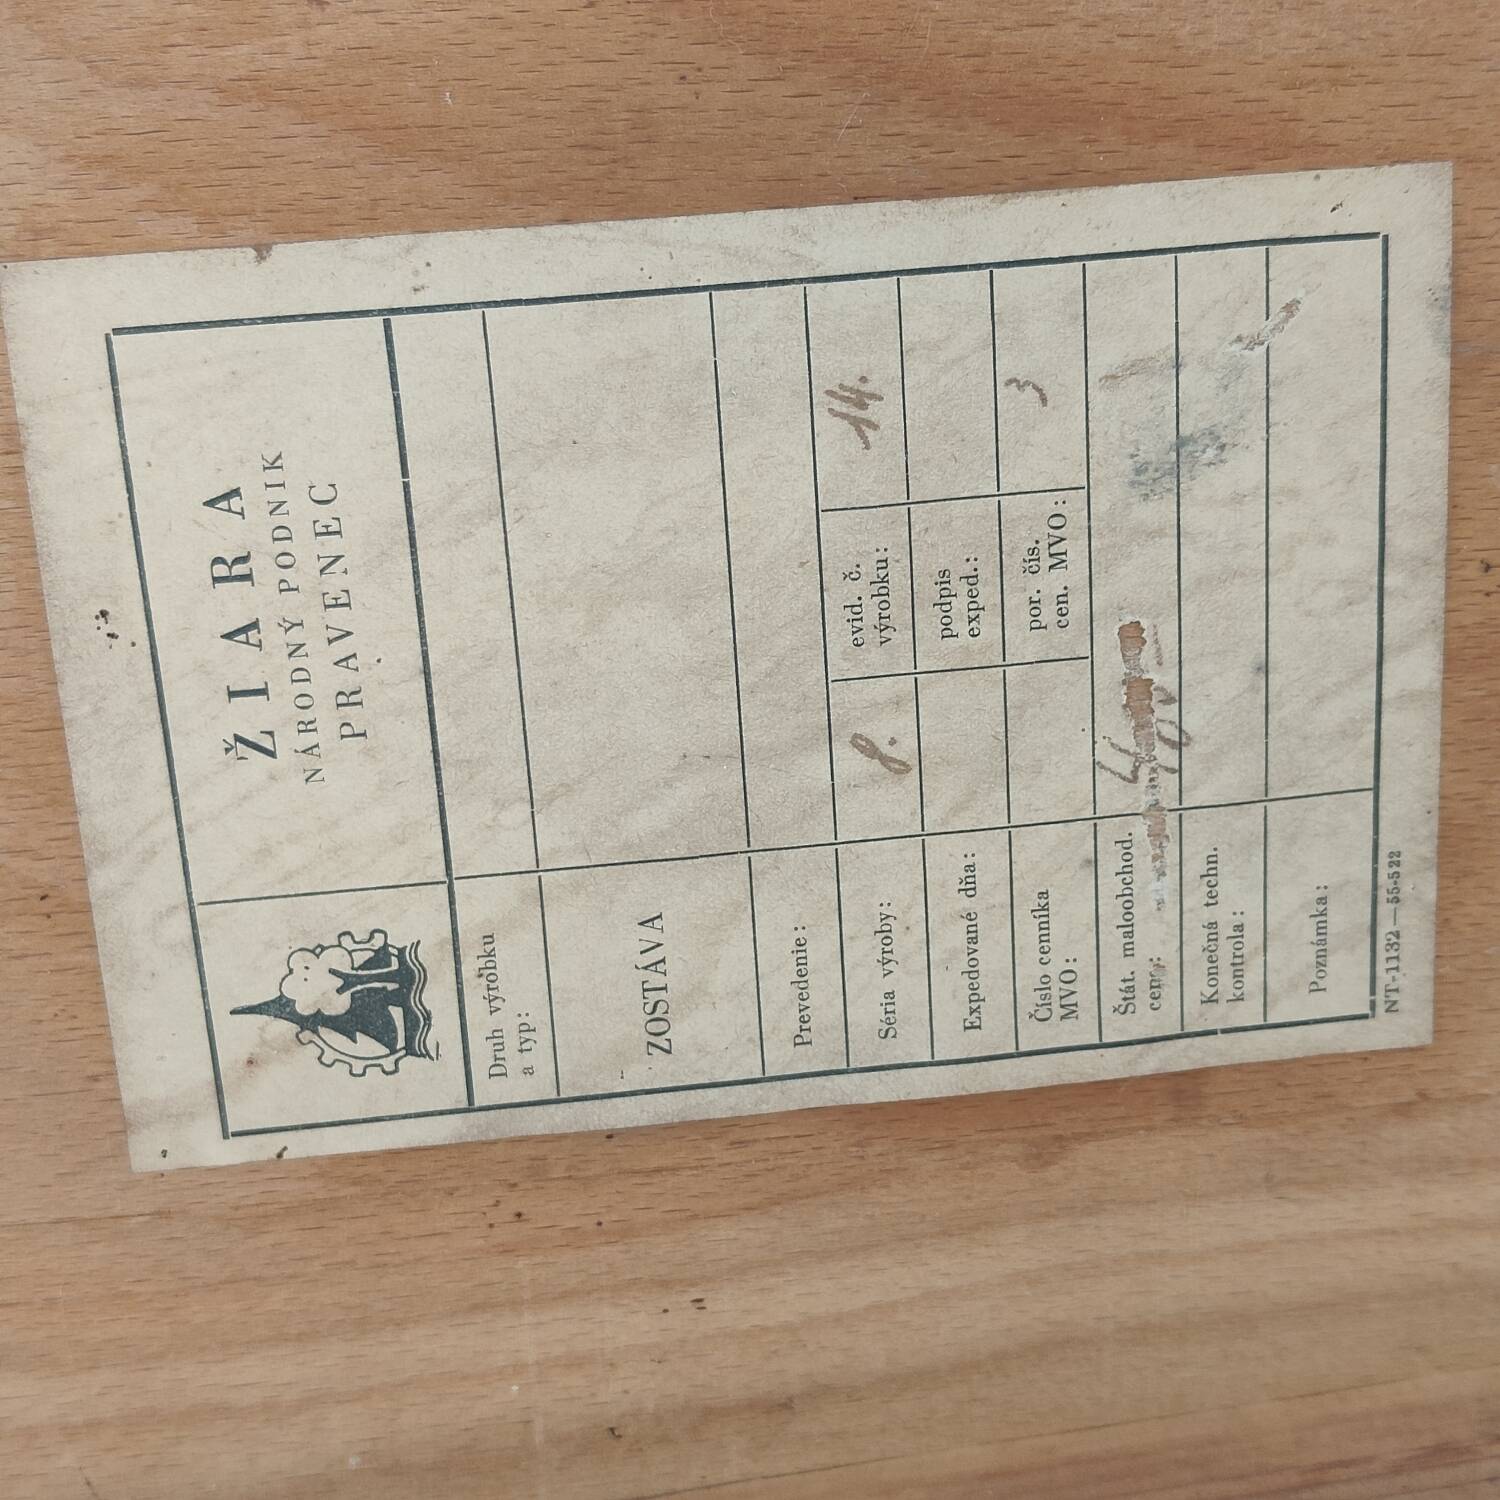 ŽIARA
NÁRODNÝ PODNIK
PRAVENEC
Druh výrobku
a typ:
ZOSTÁVA
Prevedenie:
Séria výroby: 8. evid. č. výrobku: 14.
Expedované dňa: podpis exped.:
Číslo cenníka MVO: por. čís. cen. MVO: 3
Štát. maloobchod.
cena:
Konečná techn.
kontrola:
Poznámka:
NT-1132—55-522